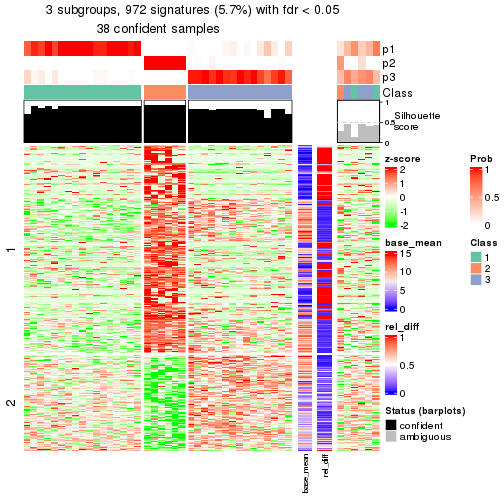 3 subgroups, 972 signatures (5.7%) with fdr < 0.05
38 confident samples
p1
p2
p3
Class
1
0.5
0
Silhouette
score
1
2
base_mean
rel_diff
z-score
2
1
0
-1
-2
base_mean
15
10
5
0
rel_diff
1
0.5
0
Status (barplots)
confident
ambiguous
Prob
1
0.5
0
Class
1
2
3